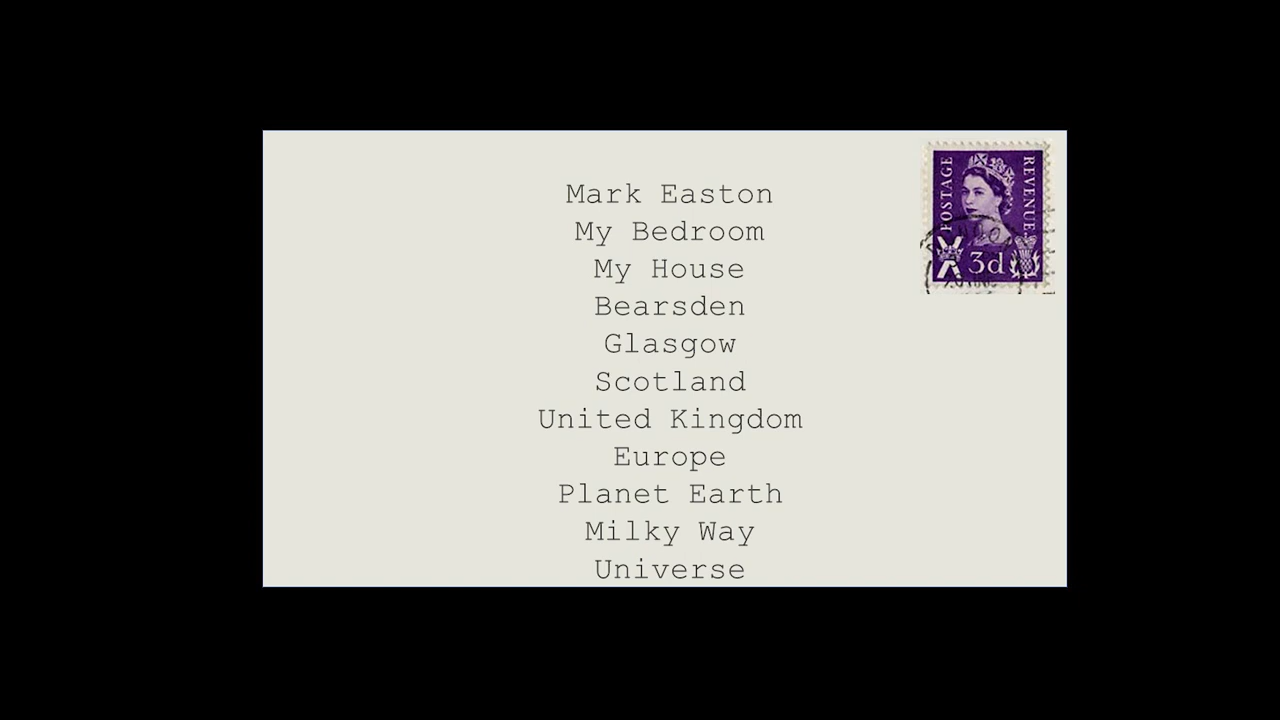 Mark Easton
My Bedroom
My House
Bearsden
Glasgow
Scotland
United Kingdom
Europe
Planet Earth
Milky Way
Universe
POSTAGE
REVENUE
3d